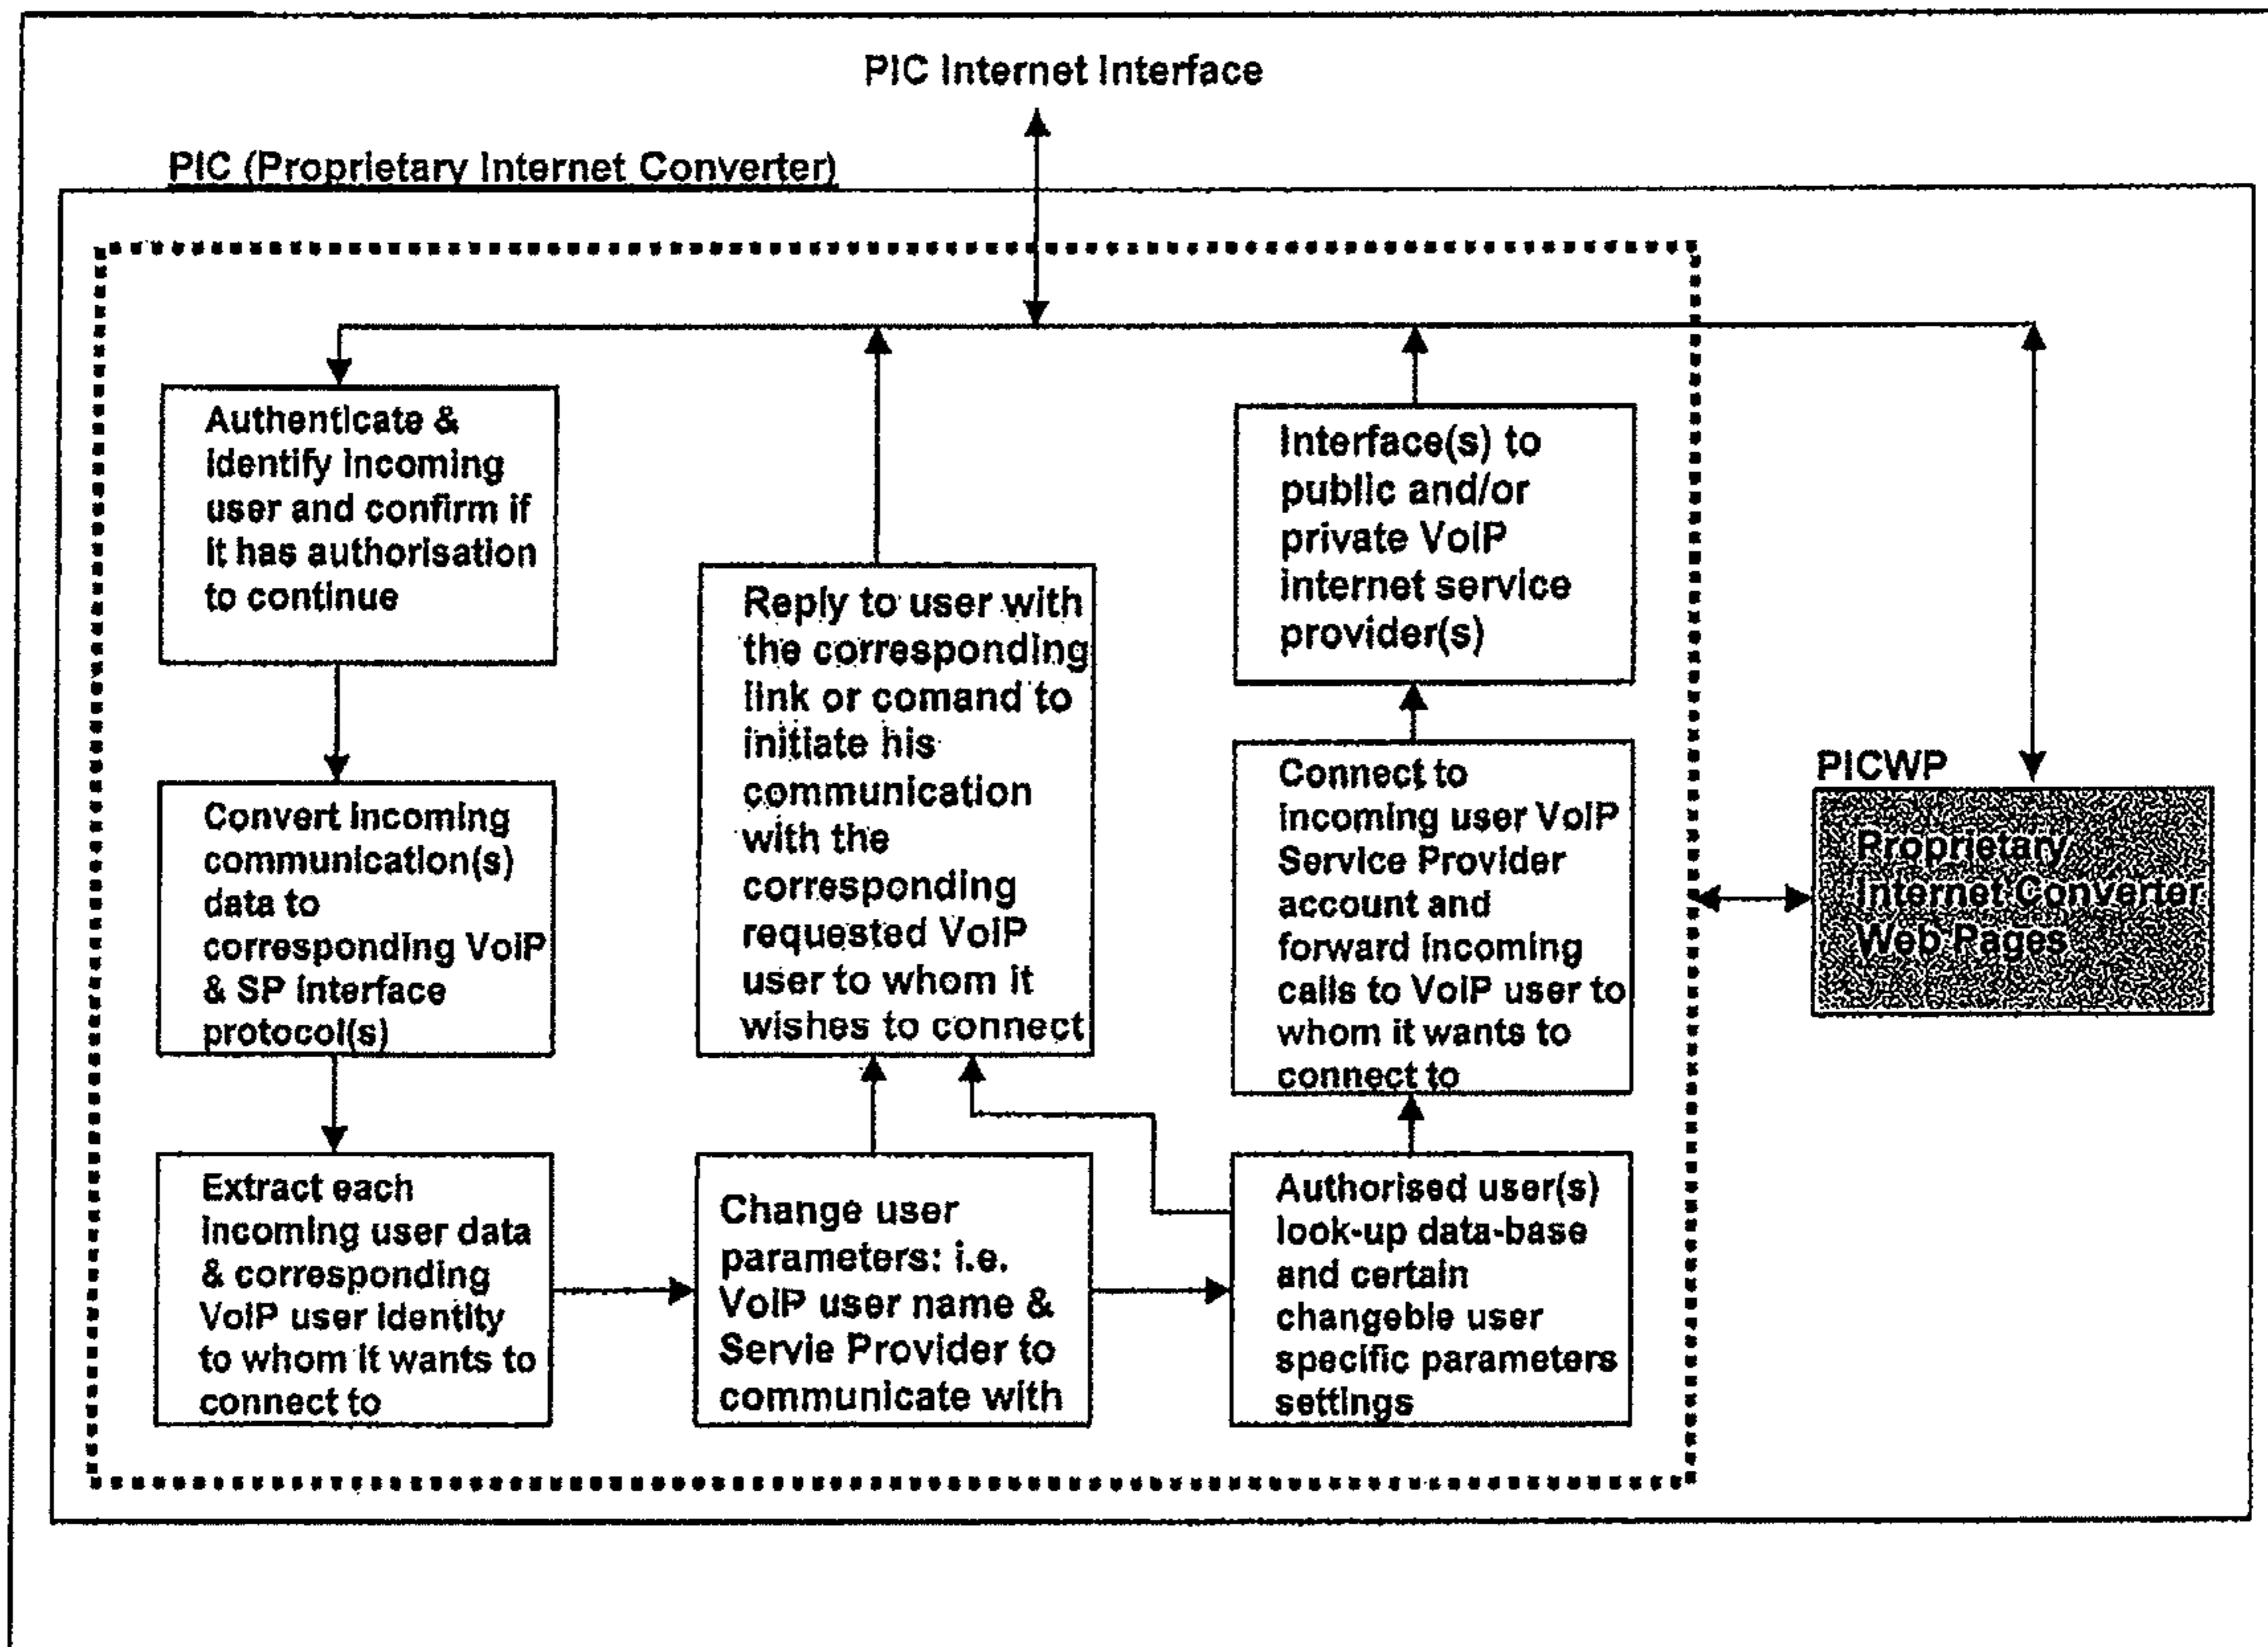 PIC Internet Interface
PIC (Proprietary Internet Converter)
Authenticate &
identify incoming
user and confirm if
it has authorisation
to continue
Convert incoming
communication(s)
data to
corresponding VoiP
& SP interface
protocol(s)
Extract each
incoming user data
& corresponding
VoIP user identity
to whom it wants to
connect to
Reply to user with
the corresponding
link or comand to
initiate his
communication
with the
corresponding
requested VoIP
user to whom it
wishes to connect
Change user
parameters: i.e.
VoIP user name &
Servie Provider to
communicate with
Interface(s) to
public and/or
private VoIP
internet service
provider(s)
Connect to
incoming user VoIP
Service Provider
account and
forward incoming
calls to VoIP user to
whom it wants to
connect to
Authorised user(s)
look-up data-base
and certain
changeble user
specific parameters
settings
PICWP
Proprietary
Internet Converter
Web Pages